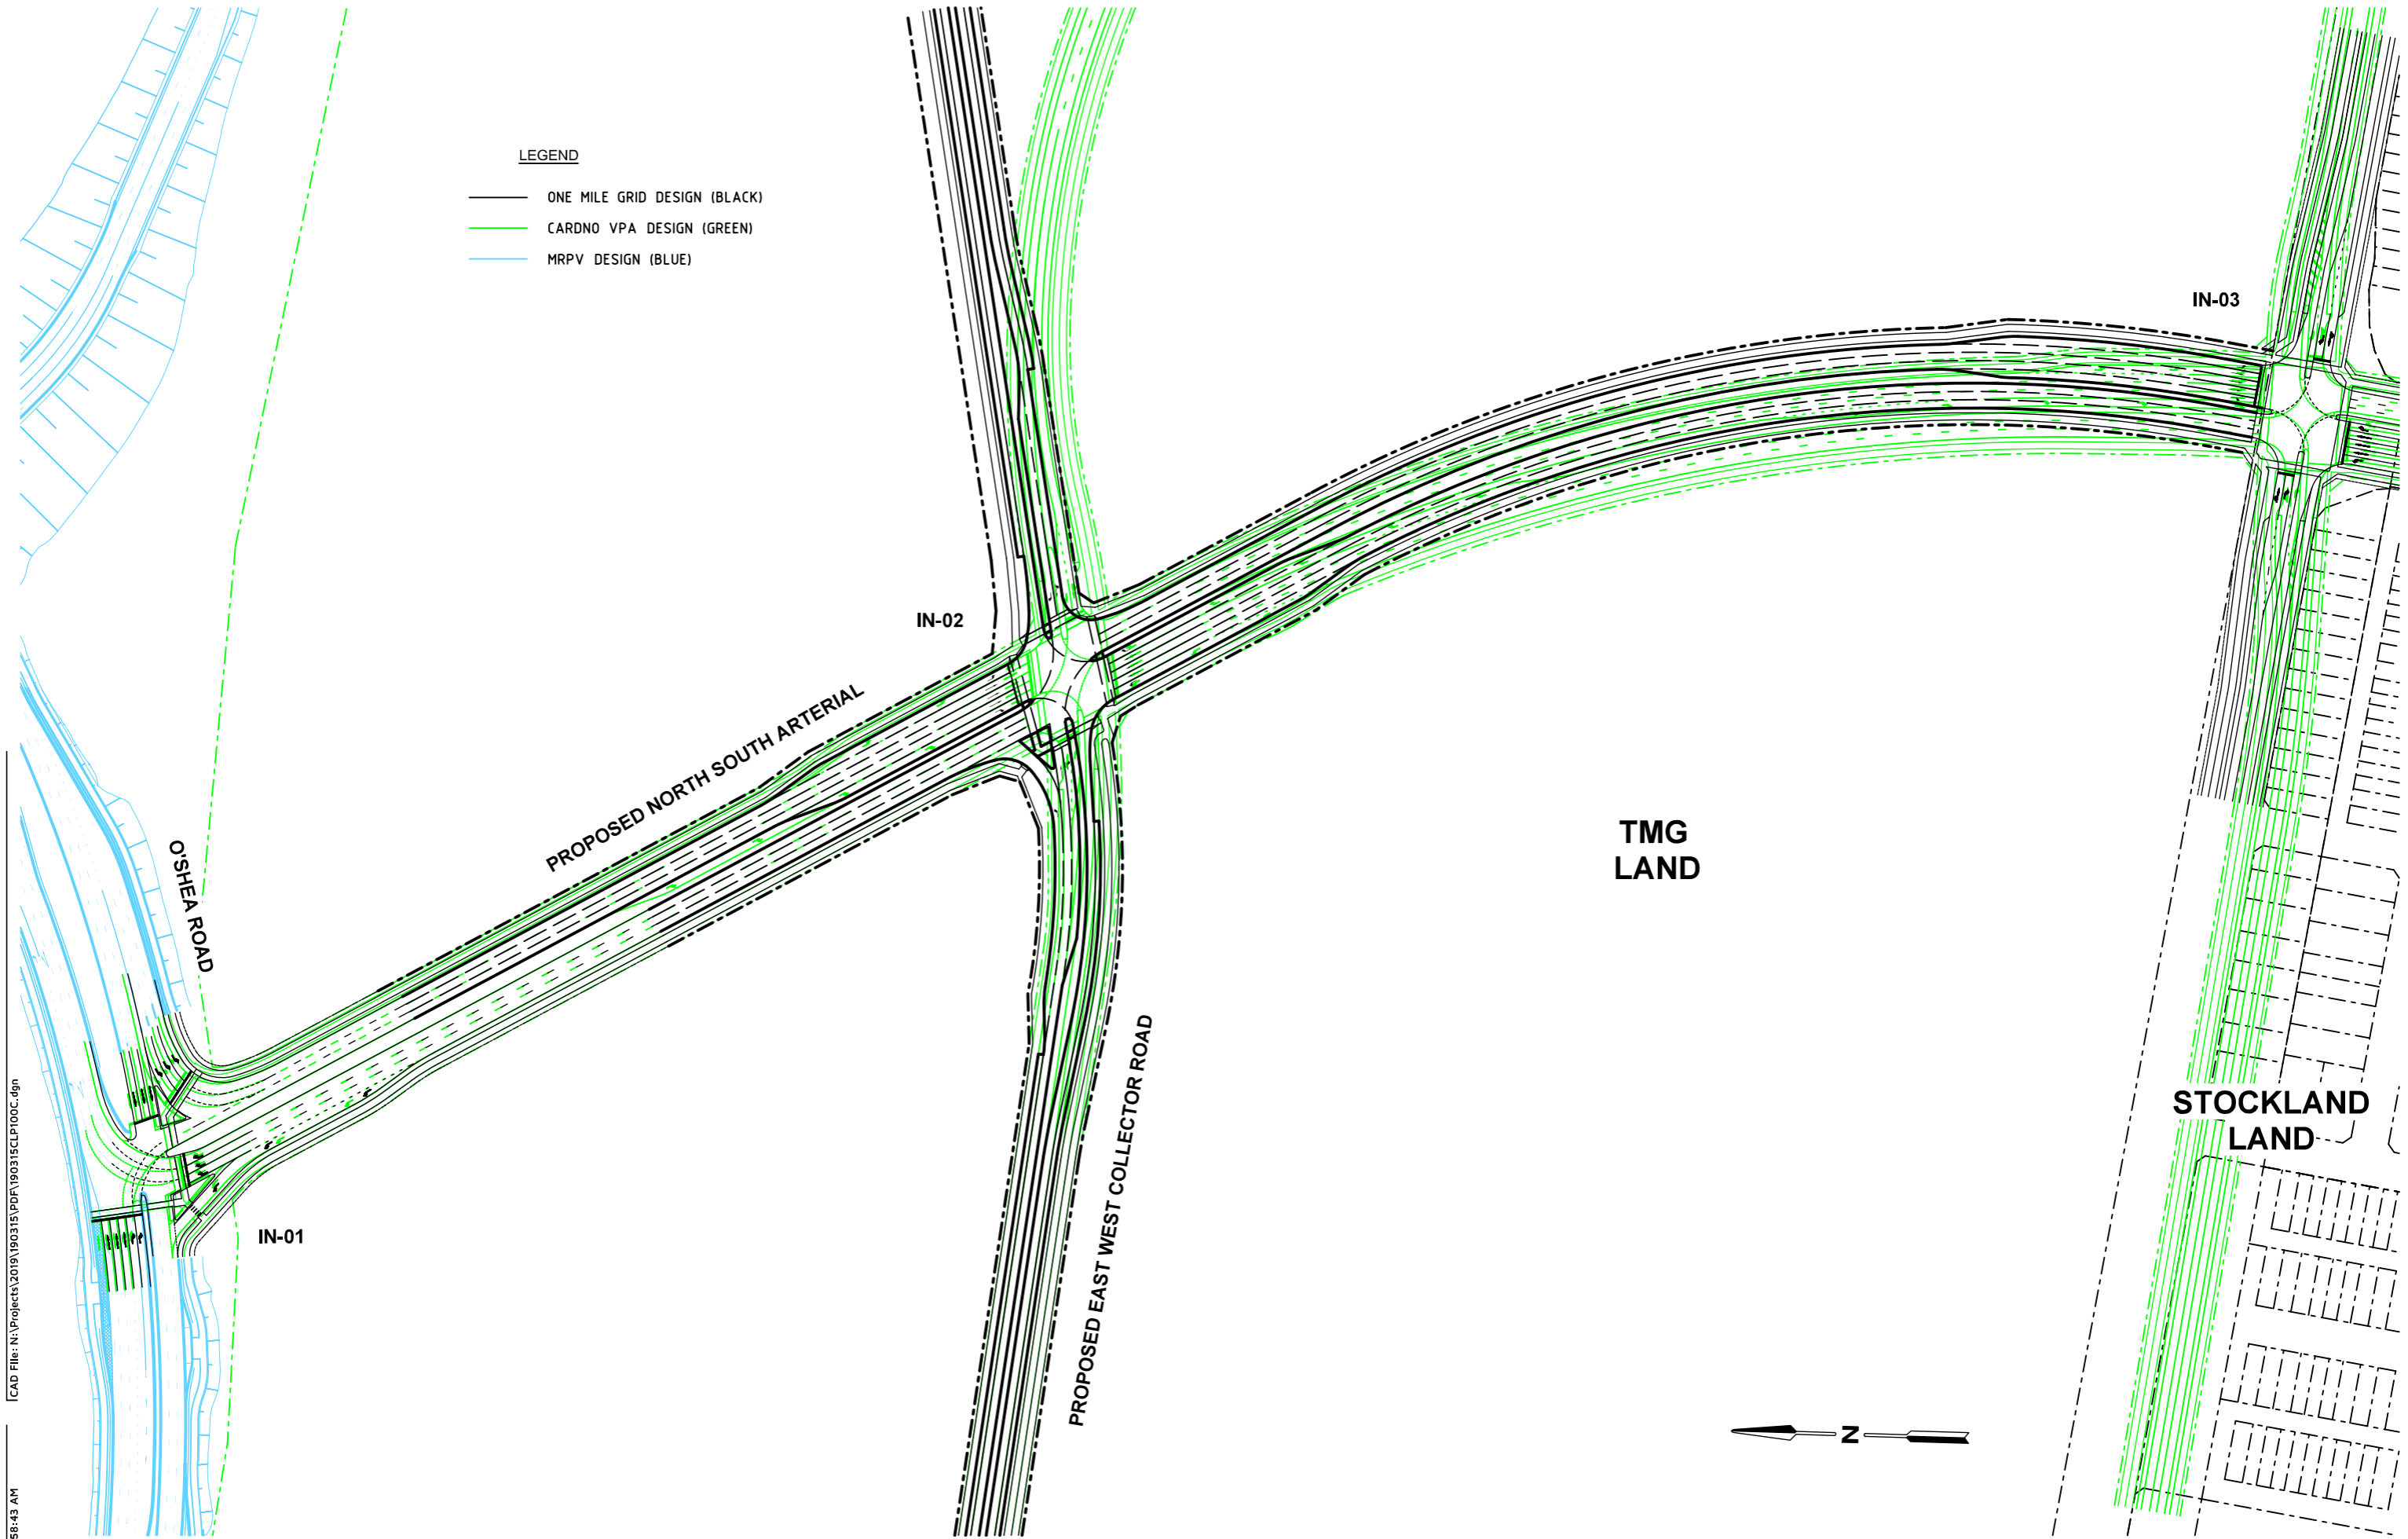 LEGEND
ONE MILE GRID DESIGN (BLACK)
CARDNO VPA DESIGN (GREEN)
MRPV DESIGN (BLUE)
IN-03
IN-02
PROPOSED NORTH SOUTH ARTERIAL
O'SHEA ROAD
TMG
LAND
PROPOSED EAST WEST COLLECTOR ROAD
STOCKLAND
LAND
IN-01
N
CAD File: N:\Projects\2019\190315\PDF\190315CLP100C.dgn
58:43 AM